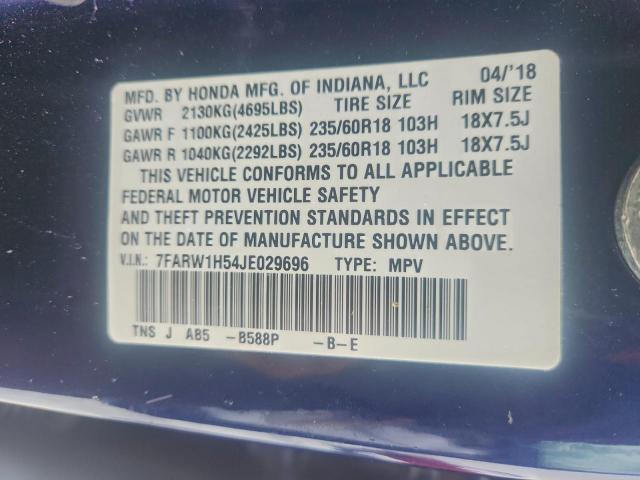 MFD. BY HONDA MFG. OF INDIANA, LLC 04/'18
GVWR 2130KG(4695LBS) TIRE SIZE RIM SIZE
GAWR F 1100KG(2425LBS) 235/60R18 103H 18X7.5J
GAWR R 1040KG(2292LBS) 235/60R18 103H 18X7.5J
THIS VEHICLE CONFORMS TO ALL APPLICABLE
FEDERAL MOTOR VEHICLE SAFETY
AND THEFT PREVENTION STANDARDS IN EFFECT
ON THE DATE OF MANUFACTURE SHOWN ABOVE.
V.I.N.: 7FARW1H54JE029696 TYPE: MPV
TNS J A85 -B588P -B-E